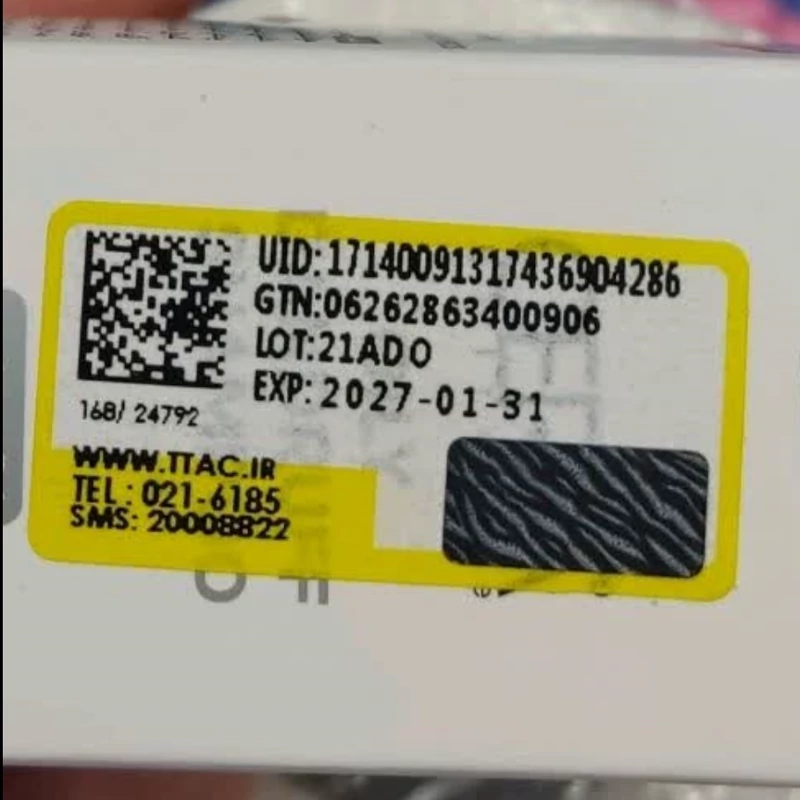 UID:17140091317436904286
GTN:06262863400906
LOT:21ADO
EXP: 2027-01-31
168/ 24792
WWW.TTAC.IR
TEL : 021-6185
SMS: 20008822